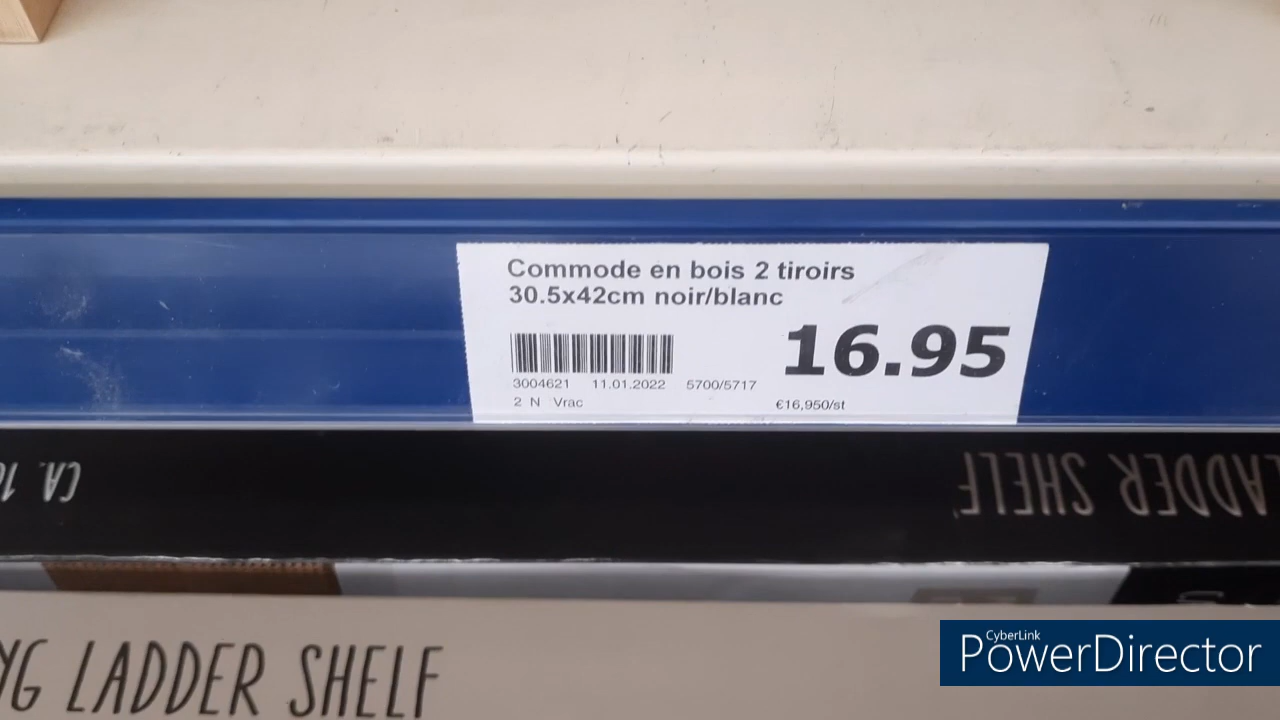 Commode en bois 2 tiroirs
30.5x42cm noir/blanc
16.95
3004621 11.01.2022 5700/5717
2 N Vrac
€16,950/st
CA.
LADDER SHELF
LADDER SHELF
CyberLink
PowerDirector